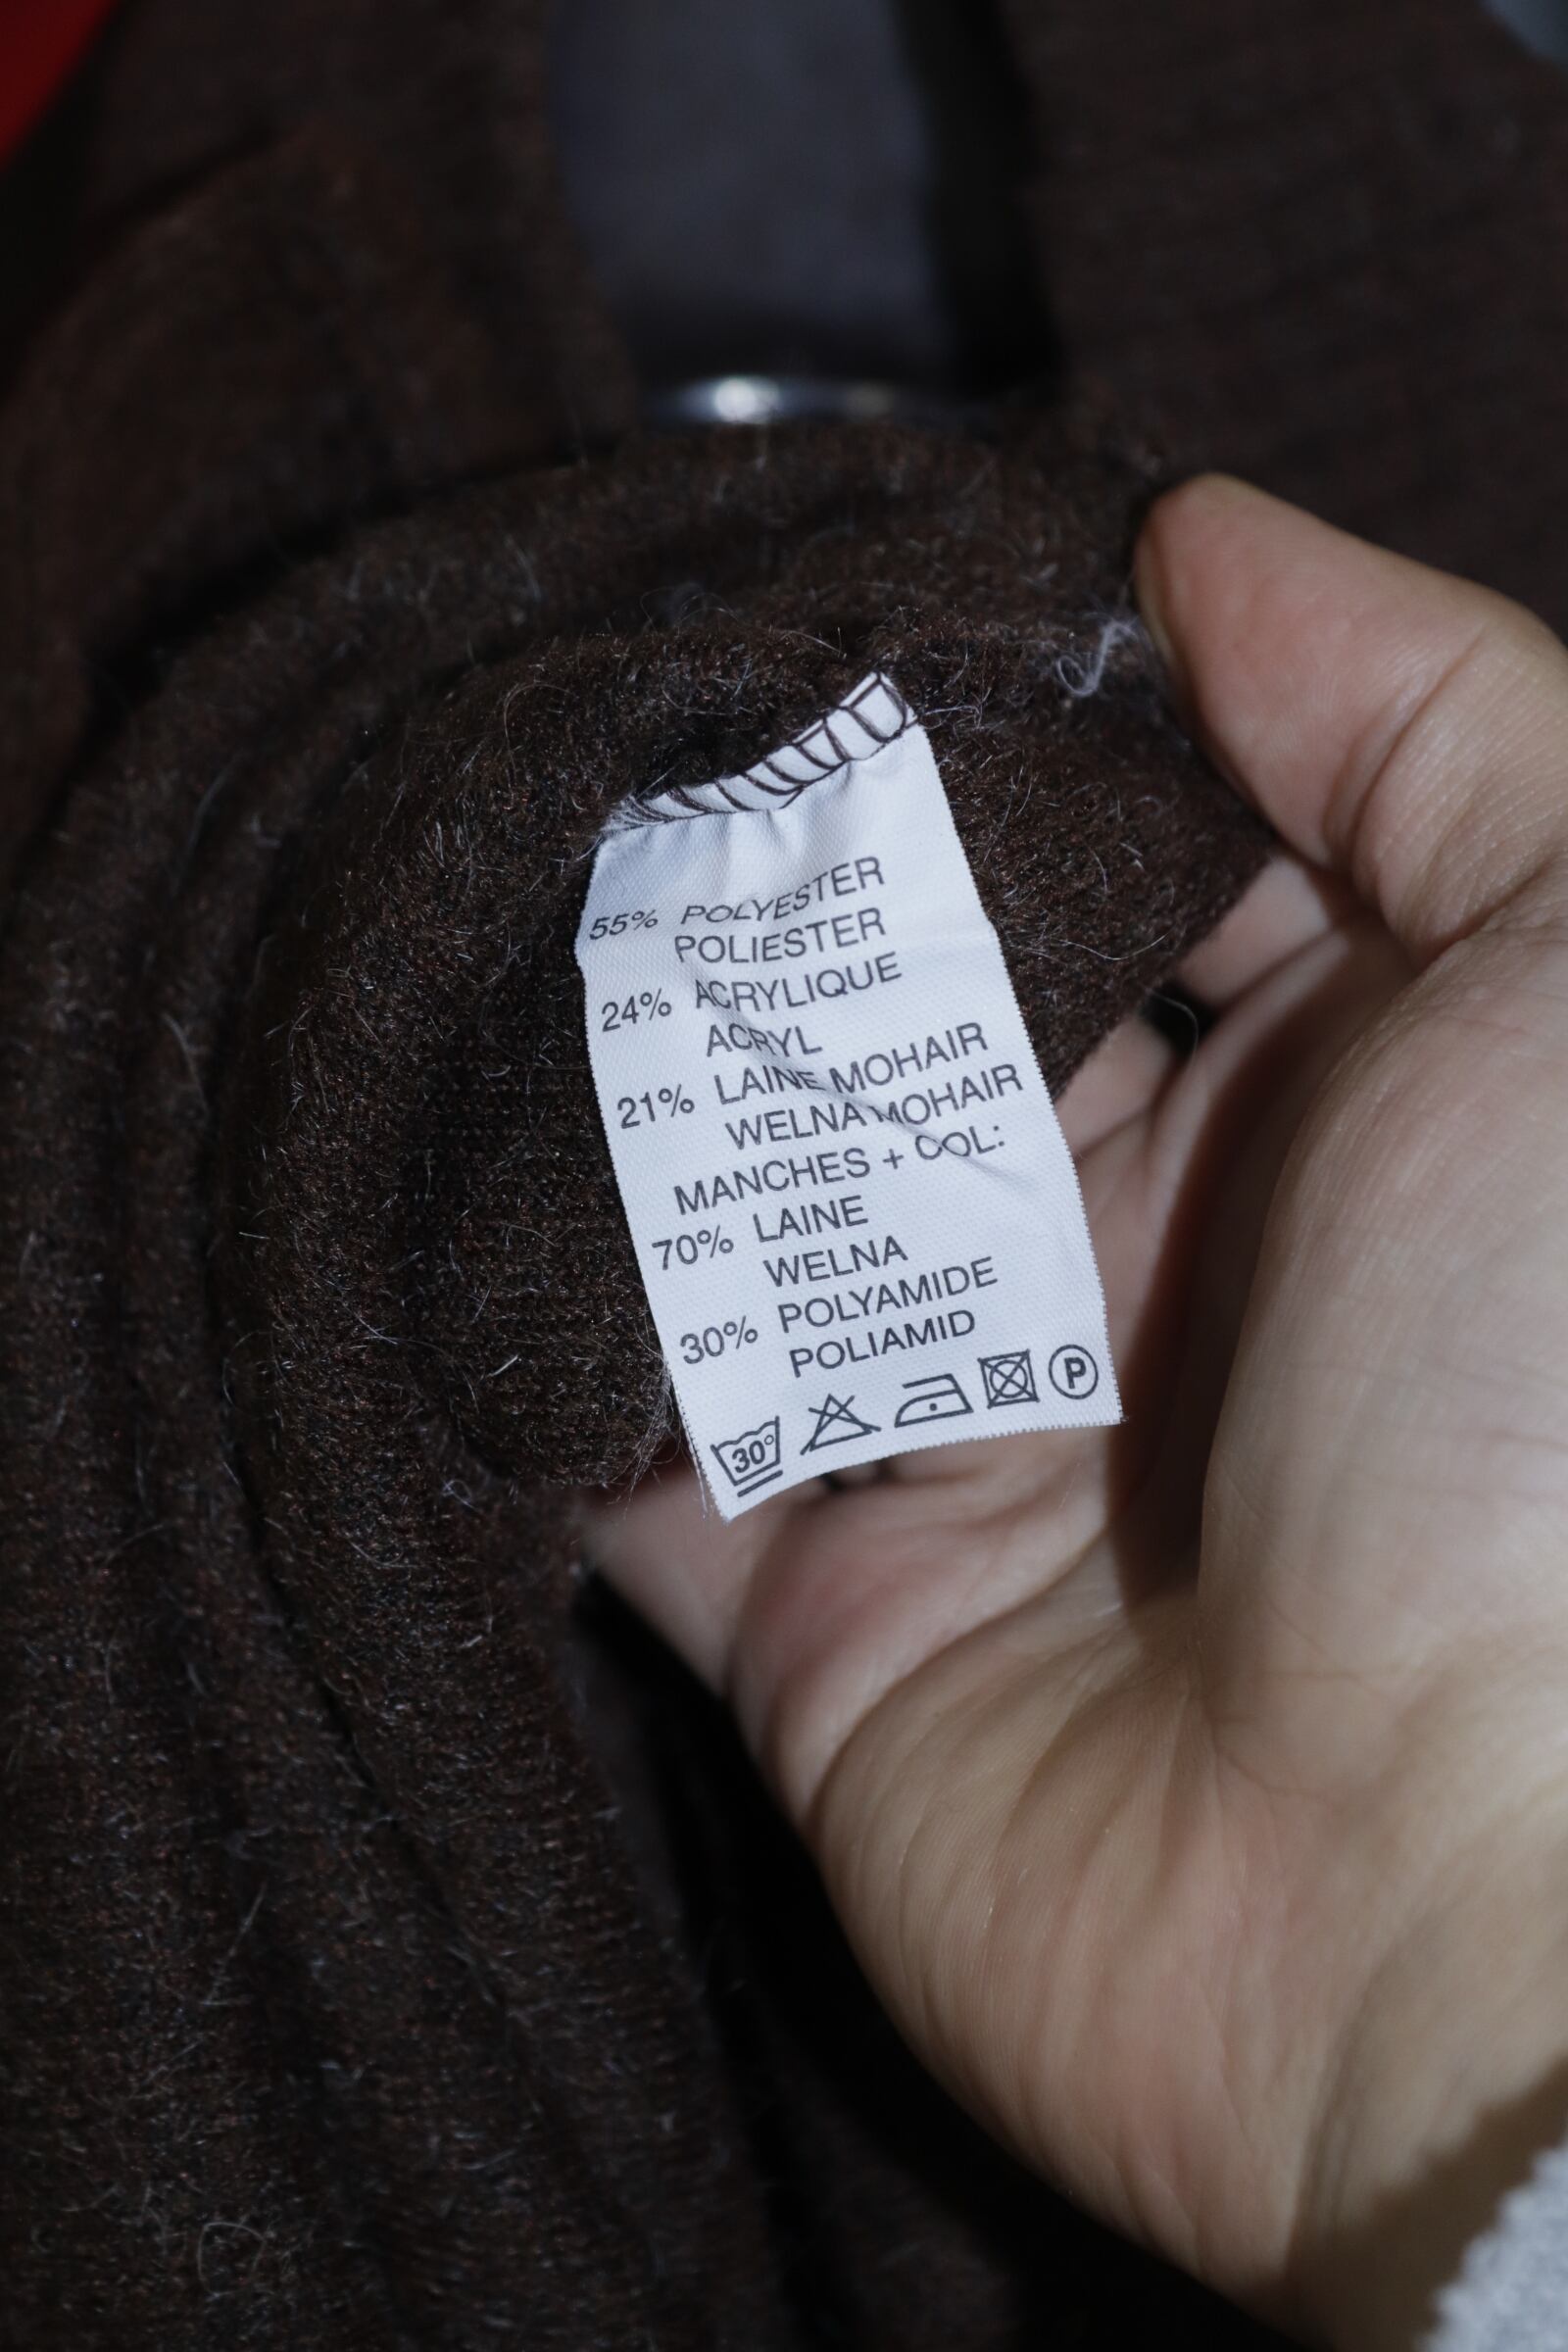 55% POLYESTER
POLIESTER
24% ACRYLIQUE
ACRYL
21% LAINE MOHAIR
WELNA MOHAIR
MANCHES + COL:
70% LAINE
WELNA
30% POLYAMIDE
POLIAMID
30° P